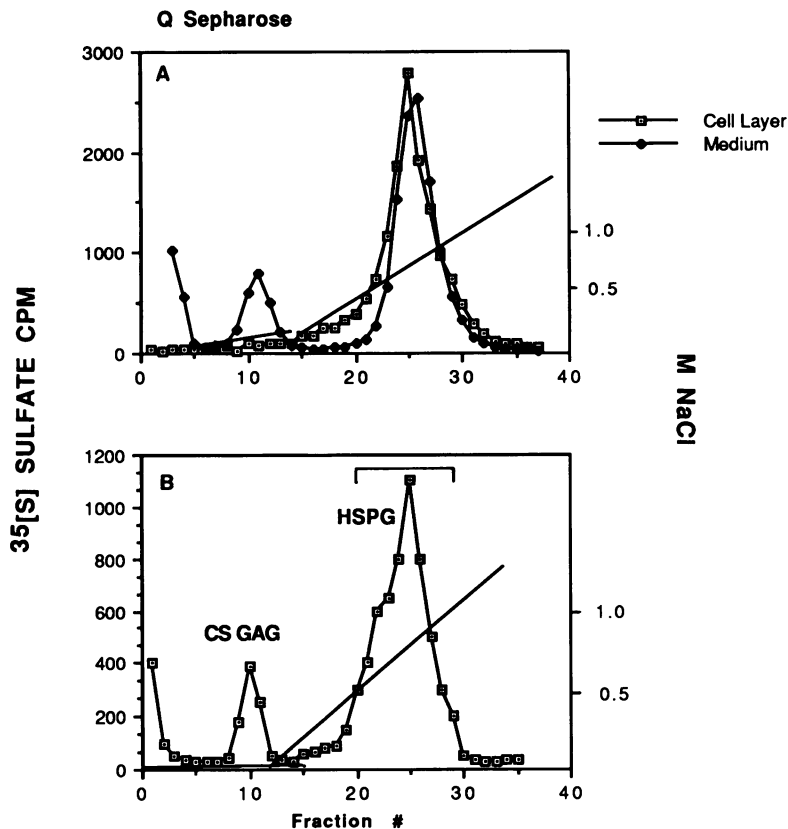 Q Sepharose
A
3000
2000
1000
0
0 10 20 30 40
1.0
0.5
Cell Layer
Medium
35[S] SULFATE CPM
M NaCl
B
1200
1000
800
600
400
200
0
HSPG
CS GAG
1.0
0.5
0 10 20 30 40
Fraction #